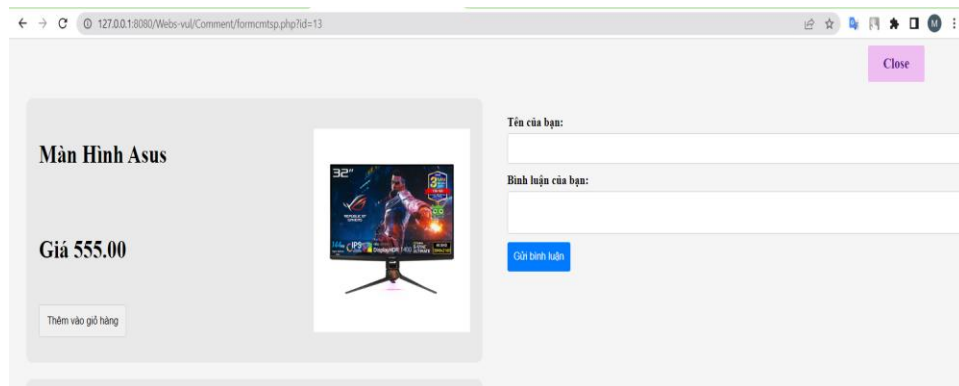 127.0.0.1:8080/Webs-vul/Comment/formcmtsp.php?id=13
M
Close
Màn Hình Asus
32"
Giá 555.00
Thêm vào giỏ hàng
Tên của bạn:
Bình luận của bạn:
Gửi bình luận